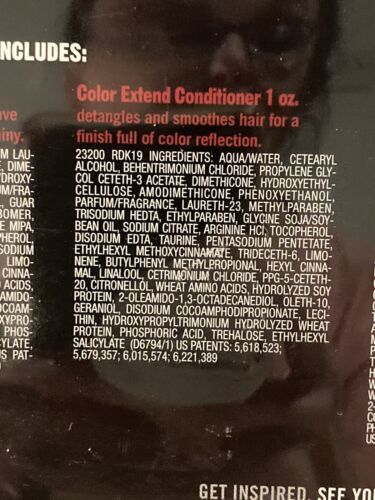 INCLUDES:
Color Extend Conditioner 1 oz.
detangles and smoothes hair for a
finish full of color reflection.
23200 RDK19 INGREDIENTS: AQUA/WATER, CETEARYL
ALCOHOL, BEHENTRIMONIUM CHLORIDE, PROPYLENE GLY-
COL CETETH-3 ACETATE, DIMETHICONE, HYDROXYETHYL-
CELLULOSE, AMODIMETHICONE, PHENOXYETHANOL,
PARFUM/FRAGRANCE, LAURETH-23, METHYLPARABEN,
TRISODIUM HEDTA, ETHYLPARABEN, GLYCINE SOJA/SOY-
BEAN OIL, SODIUM CITRATE, ARGININE HCl, TOCOPHEROL,
DISODIUM EDTA, TAURINE, PENTASODIUM PENTETATE,
ETHYLHEXYL METHOXYCINNAMATE, TRIDECETH-6, LIMO-
NENE, BUTYLPHENYL METHYLPROPIONAL, HEXYL CINNA-
MAL, LINALOOL, CETRIMONIUM CHLORIDE, PPG-5-CETETH-
20, CITRONELLOL, WHEAT AMINO ACIDS, HYDROLYZED SOY
PROTEIN, 2-OLEAMIDO-1,3-OCTADECANEDIOL, OLETH-10,
GERANIOL, DISODIUM COCOAMPHODIPROPIONATE, LECI-
THIN, HYDROXYPROPYLTRIMONIUM HYDROLYZED WHEAT
PROTEIN, PHOSPHORIC ACID, TREHALOSE, ETHYLHEXYL
SALICYLATE (D6794/1) US PATENTS: 5,618,523;
5,679,357; 6,015,574; 6,221,389
GET INSPIRED. SEE YO